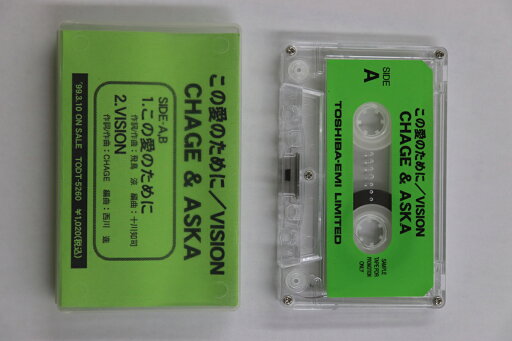 この愛のために/VISION
CHAGE & ASKA
SIDE:A,B
1.この愛のために
作詞/作曲:飛鳥 涼 編曲:十川知司
2.VISION
作詞/作曲:CHAGE 編曲:西川 進
'99.3.10 ON SALE TODT-5260 ¥1,020(税込)
この愛のために/VISION
CHAGE & ASKA
SIDE
A
TOSHIBA-EMI LIMITED
SAMPLE
TAPE FOR
PROMOTION
ONLY